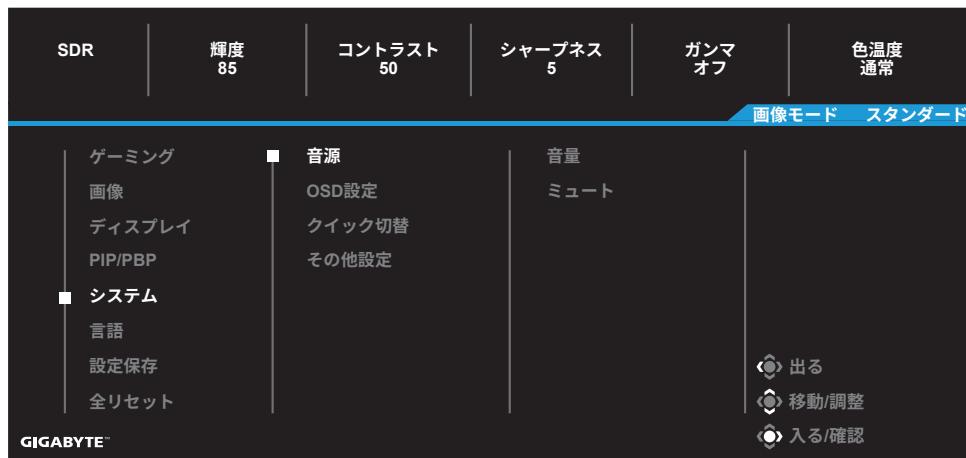 SDR
輝度
85
コントラスト
50
シャープネス
5
ガンマ
オフ
色温度
通常
画像モード スタンダード
ゲーミング
画像
ディスプレイ
PIP/PBP
システム
言語
設定保存
全リセット
音源
OSD設定
クイック切替
その他設定
音量
ミュート
出る
移動/調整
入る/確認
GIGABYTE™